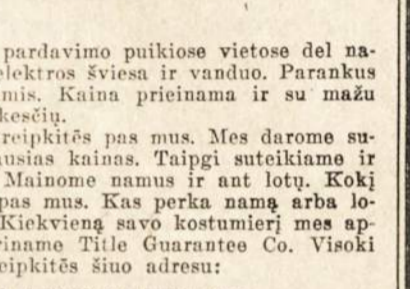 pardavimo puikiose vietose del na-
elektros šviesa ir vanduo. Parankus
mis. Kaina prieinama ir su mažu
kesčių.
reipkitės pas mus. Mes darome su-
usias kainas. Taipgi suteikiame ir
Mainome namus ir ant lotų. Kokį
pas mus. Kas perka namą arba lo-
Kiekvieną savo kostumierį mes ap-
riname Title Guarantee Co. Visoki
eipkitės šiuo adresu: